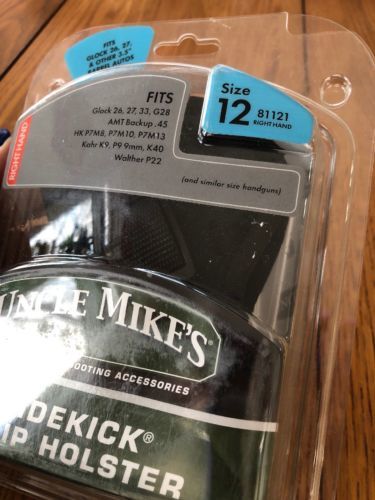 FITS
GLOCK 26, 27,
& OTHER 3.5"
BARREL AUTOS
Size
12 81121
RIGHT HAND
FITS
Glock 26, 27, 33, G28
AMT Backup .45
HK P7M8, P7M10, P7M13
Kahr K9, P9 9mm, K40
Walther P22
(and similar size handguns)
RIGHT HAND
UNCLE MIKE'S
OOTING ACCESSORIES
DEKICK®
IP HOLSTER